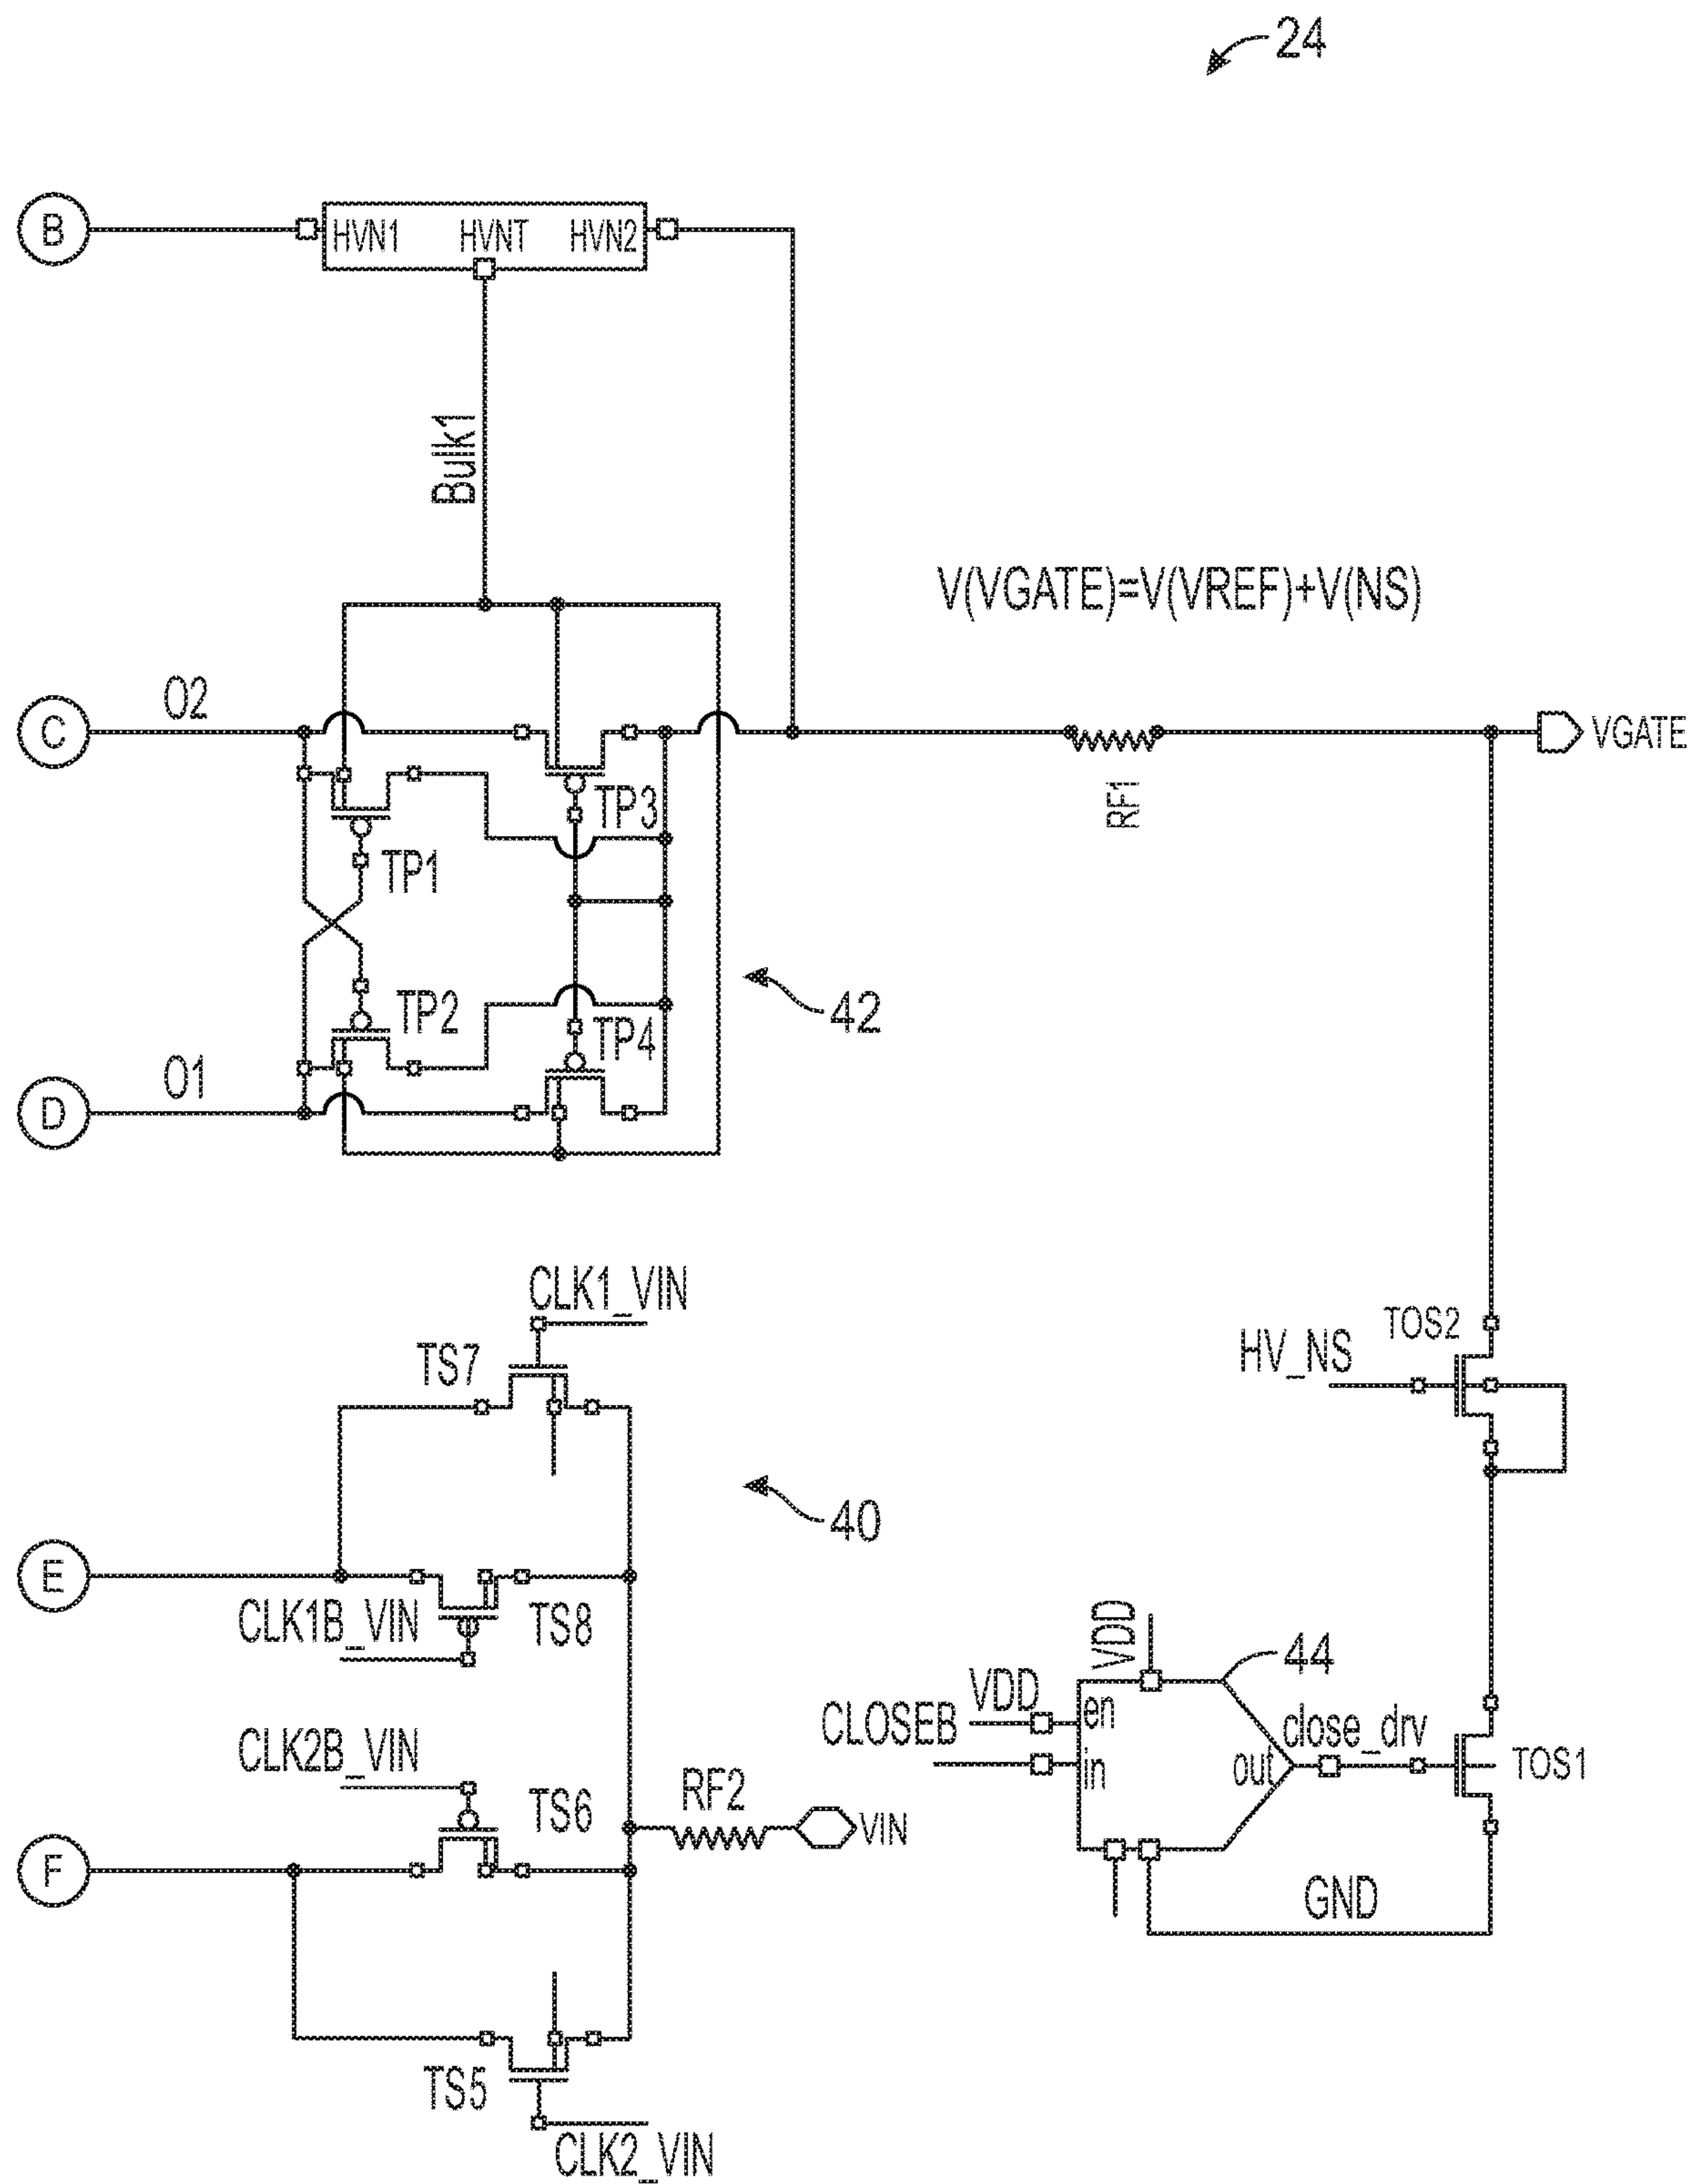 24
B
HVN1 HVNT HVN2
Bulk1
V(VGATE)=V(VREF)+V(NS)
C
O2
VGATE
RF1
TP3
TP1
TP2
TP4
42
O1
D
CLK1_VIN
TS7
TOS2
HV_NS
40
E
CLK1B_VIN
TS8
VDD
44
VDD
en
CLOSEB
in
out
close_drv
TOS1
CLK2B_VIN
TS6
RF2
VIN
F
GND
TS5
CLK2_VIN